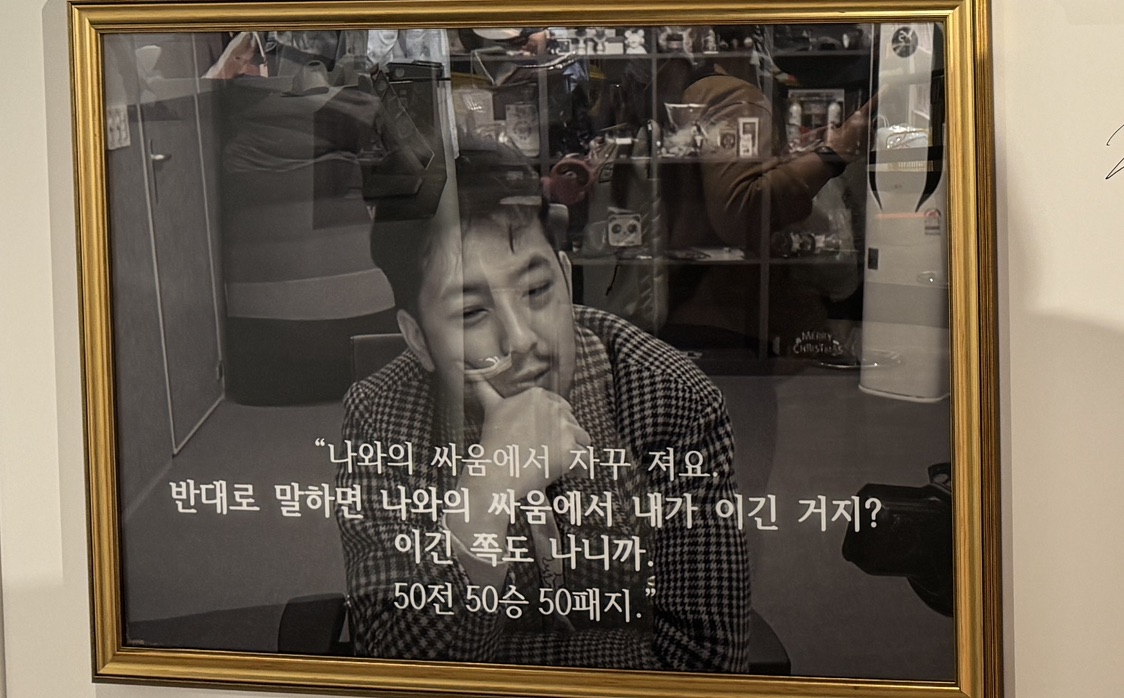 “나와의 싸움에서 자꾸 져요.
반대로 말하면 나와의 싸움에서 내가 이긴 거지?
이긴 쪽도 나니까.
50전 50승 50패지.”
MERRY
CHRISTMAS